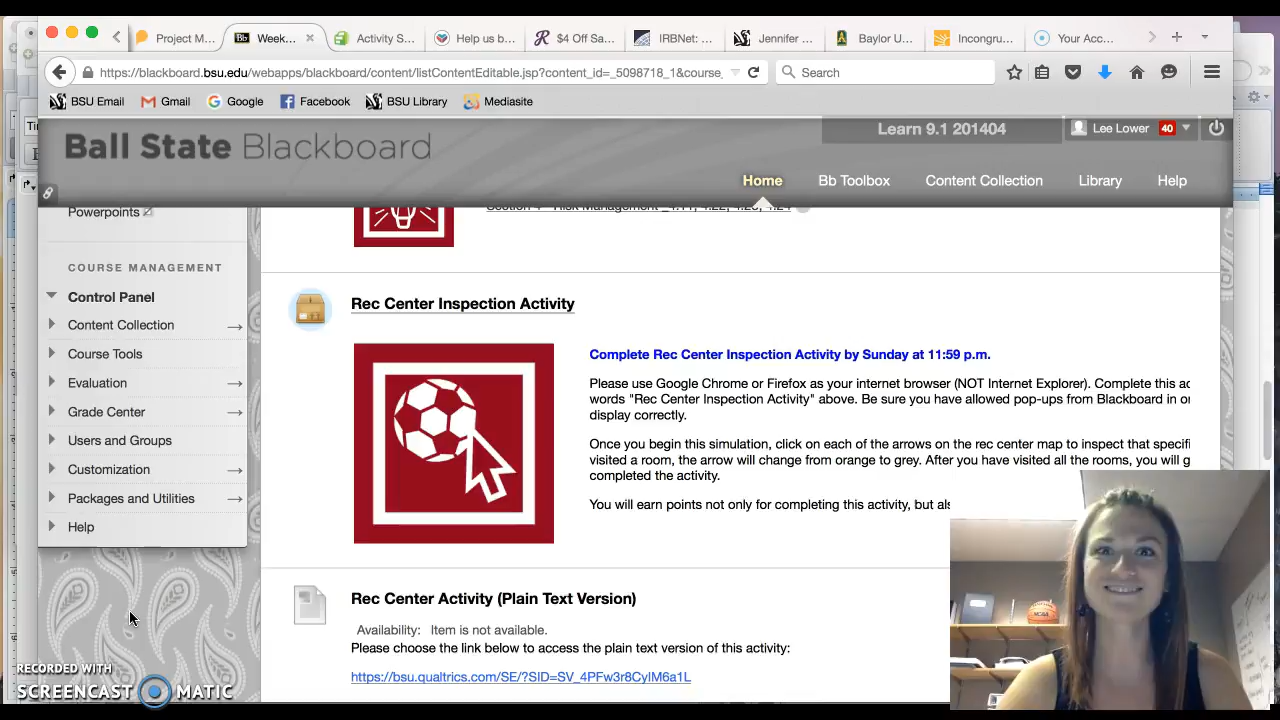 Project M...
Week...
Activity S...
Help us b...
$4 Off Sa...
IRBNet: ...
Jennifer ...
Baylor U...
Incongru...
Your Acc...
https://blackboard.bsu.edu/webapps/blackboard/content/listContentEditable.jsp?content_id=_5098718_1&course_
Search
BSU Email
Gmail
Google
Facebook
BSU Library
Mediasite
Ball State Blackboard
Learn 9.1 201404
Lee Lower
40
Home
Bb Toolbox
Content Collection
Library
Help
Powerpoints
COURSE MANAGEMENT
Control Panel
Content Collection
Course Tools
Evaluation
Grade Center
Users and Groups
Customization
Packages and Utilities
Help
Rec Center Inspection Activity
Complete Rec Center Inspection Activity by Sunday at 11:59 p.m.
Please use Google Chrome or Firefox as your internet browser (NOT Internet Explorer). Complete this ac
words "Rec Center Inspection Activity" above. Be sure you have allowed pop-ups from Blackboard in or
display correctly.
Once you begin this simulation, click on each of the arrows on the rec center map to inspect that specifi
visited a room, the arrow will change from orange to grey. After you have visited all the rooms, you will g
completed the activity.
You will earn points not only for completing this activity, but als
Rec Center Activity (Plain Text Version)
Availability: Item is not available.
Please choose the link below to access the plain text version of this activity:
https://bsu.qualtrics.com/SE/?SID=SV_4PFw3r8CylM6a1L
RECORDED WITH
SCREENCAST MATIC